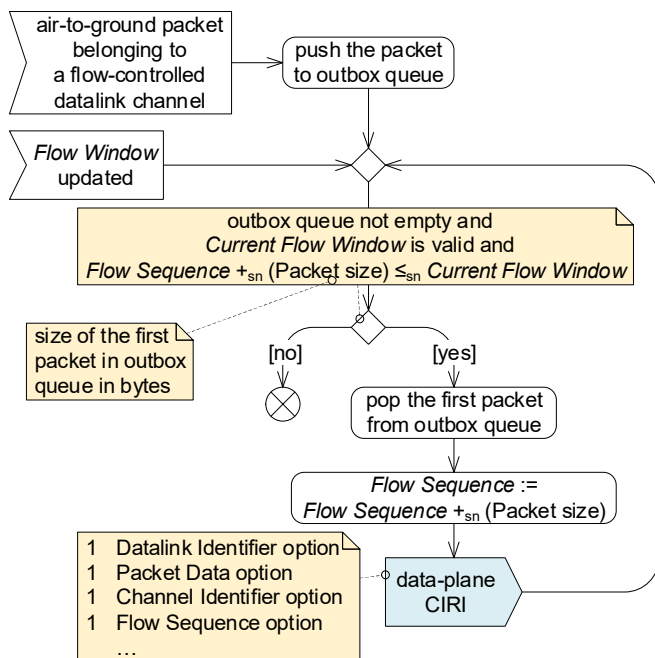 air-to-ground packet
belonging to
a flow-controlled
datalink channel
push the packet
to outbox queue
Flow Window
updated
outbox queue not empty and
Current Flow Window is valid and
Flow Sequence +sn (Packet size) ≤sn Current Flow Window
size of the first
packet in outbox
queue in bytes
[no]
[yes]
pop the first packet
from outbox queue
Flow Sequence :=
Flow Sequence +sn (Packet size)
1 Datalink Identifier option
1 Packet Data option
1 Channel Identifier option
1 Flow Sequence option
…
data-plane
CIRI